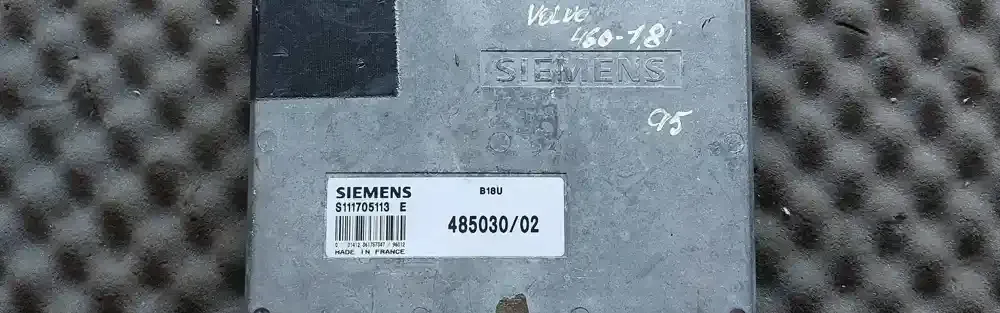 Volvo
460-1,8i
SIEMENS
95
SIEMENS
B18U
S111705113 E
485030/02
MADE IN FRANCE